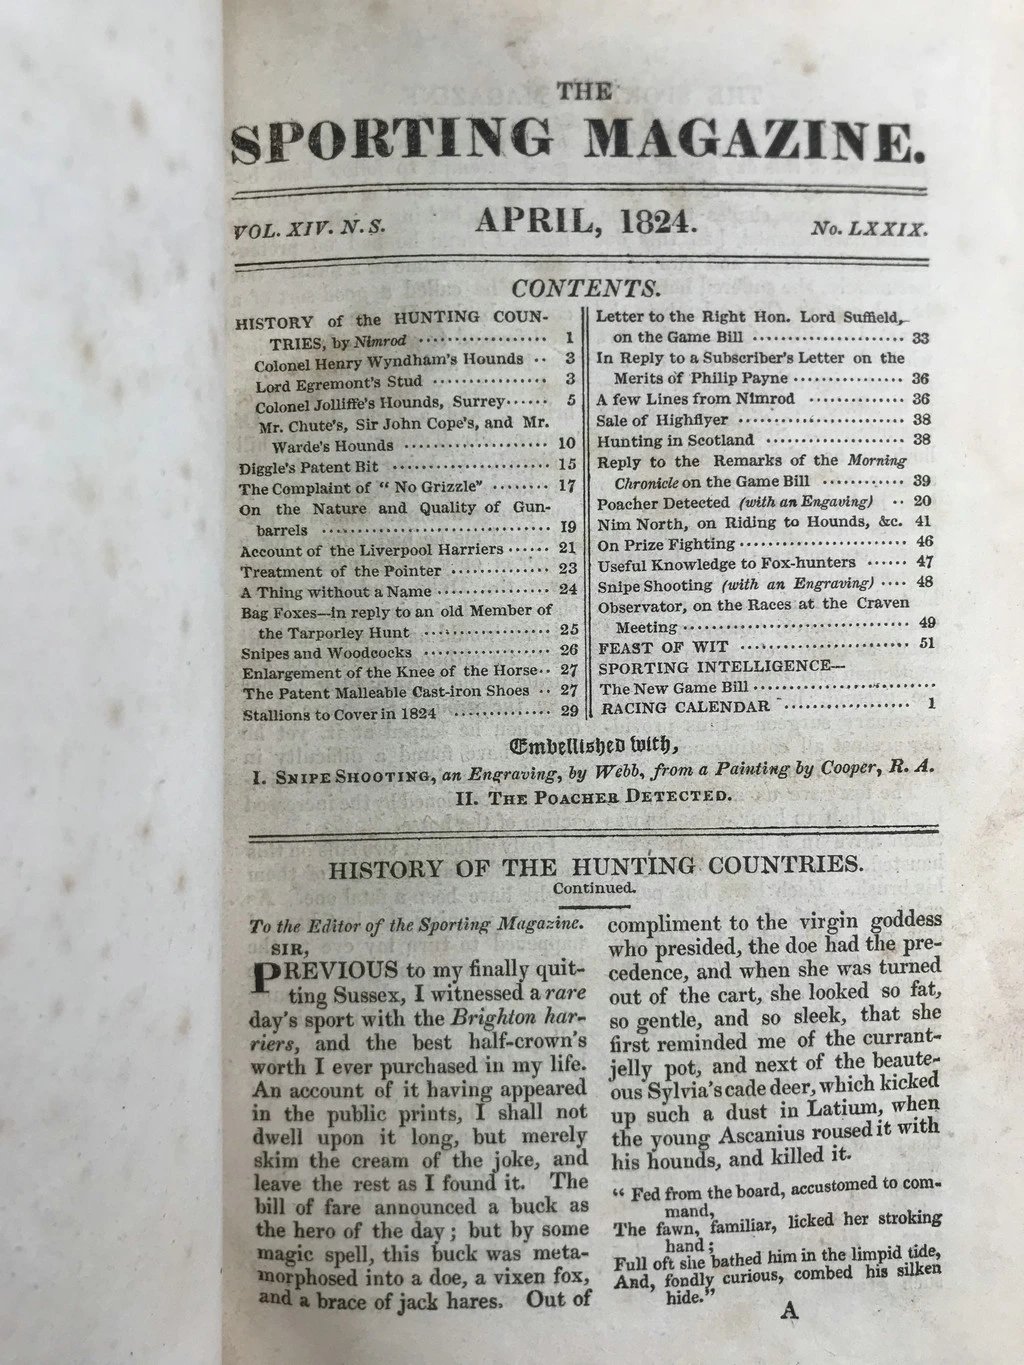 THE
SPORTING MAGAZINE.
VOL. XIV. N. S. APRIL, 1824. No. LXXIX.
CONTENTS.
HISTORY of the HUNTING COUN-
TRIES, by Nimrod 1
Colonel Henry Wyndham's Hounds 3
Lord Egremont's Stud 3
Colonel Jolliffe's Hounds, Surrey 5
Mr. Chute's, Sir John Cope's, and Mr.
Warde's Hounds 10
Diggle's Patent Bit 15
The Complaint of "No Grizzle" 17
On the Nature and Quality of Gun-
barrels 19
Account of the Liverpool Harriers 21
Treatment of the Pointer 23
A Thing without a Name 24
Bag Foxes—in reply to an old Member of
the Tarporley Hunt 25
Snipes and Woodcocks 26
Enlargement of the Knee of the Horse 27
The Patent Malleable Cast-iron Shoes 27
Stallions to Cover in 1824 29
Letter to the Right Hon. Lord Suffield,
on the Game Bill 33
In Reply to a Subscriber's Letter on the
Merits of Philip Payne 36
A few Lines from Nimrod 36
Sale of Highflyer 38
Hunting in Scotland 38
Reply to the Remarks of the Morning
Chronicle on the Game Bill 39
Poacher Detected (with an Engaving) 20
Nim North, on Riding to Hounds, &c. 41
On Prize Fighting 46
Useful Knowledge to Fox-hunters 47
Snipe Shooting (with an Engraving) 48
Observator, on the Races at the Craven
Meeting 49
FEAST OF WIT 51
SPORTING INTELLIGENCE—
The New Game Bill
RACING CALENDAR 1
Embellished with,
I. SNIPE SHOOTING, an Engraving, by Webb, from a Painting by Cooper, R. A.
II. THE POACHER DETECTED.
HISTORY OF THE HUNTING COUNTRIES.
Continued.
To the Editor of the Sporting Magazine.
SIR,
PREVIOUS to my finally quit-
ting Sussex, I witnessed a rare
day's sport with the Brighton har-
riers, and the best half-crown's
worth I ever purchased in my life.
An account of it having appeared
in the public prints, I shall not
dwell upon it long, but merely
skim the cream of the joke, and
leave the rest as I found it. The
bill of fare announced a buck as
the hero of the day; but by some
magic spell, this buck was meta-
morphosed into a doe, a vixen fox,
and a brace of jack hares. Out of
compliment to the virgin goddess
who presided, the doe had the pre-
cedence, and when she was turned
out of the cart, she looked so fat,
so gentle, and so sleek, that she
first reminded me of the currant-
jelly pot, and next of the beaute-
ous Sylvia's cade deer, which kicked
up such a dust in Latium, when
the young Ascanius roused it with
his hounds, and killed it.
"Fed from the board, accustomed to com-
mand,
The fawn, familiar, licked her stroking
hand;
Full oft she bathed him in the limpid tide,
And, fondly curious, combed his silken
hide."
A